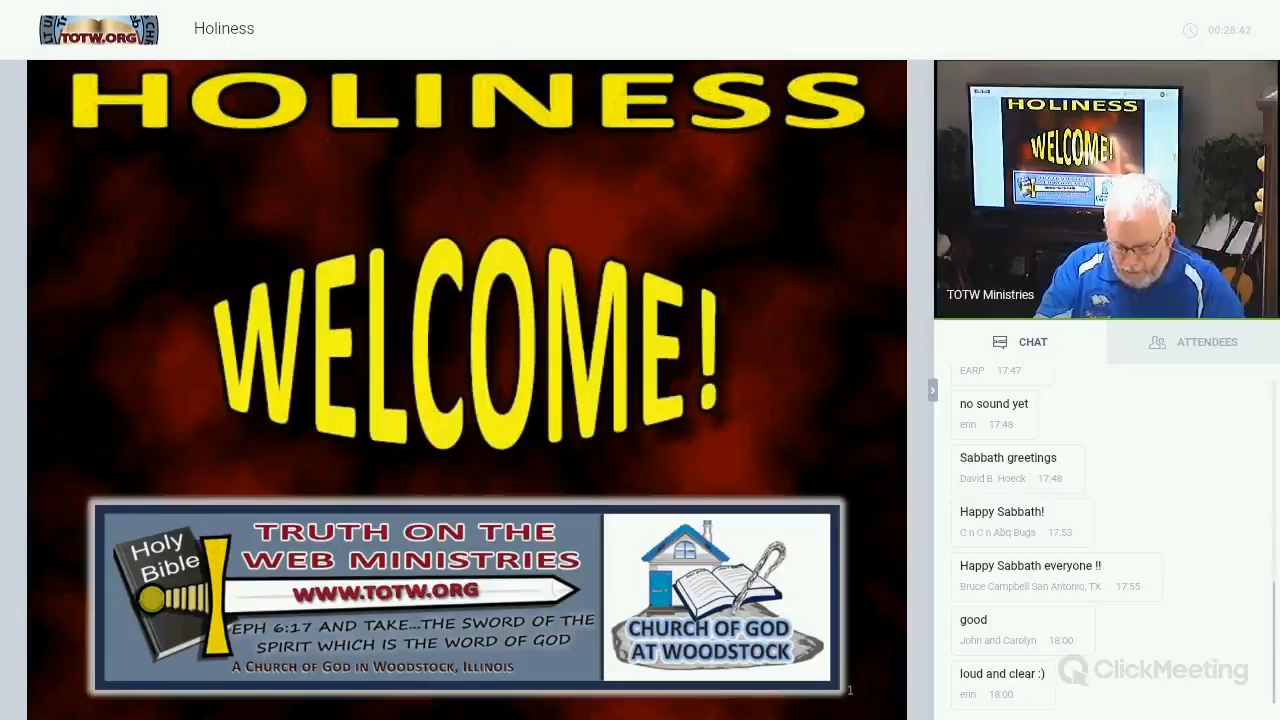 TOTW.ORG
Holiness
00:28:42
HOLINESS
WELCOME!
Holy
Bible
TRUTH ON THE
WEB MINISTRIES
WWW.TOTW.ORG
EPH 6:17 AND TAKE...THE SWORD OF THE
SPIRIT WHICH IS THE WORD OF GOD
A CHURCH OF GOD IN WOODSTOCK, ILLINOIS
CHURCH OF GOD
AT WOODSTOCK
1
HOLINESS
WELCOME!
TOTW Ministries
CHAT
ATTENDEES
EARP 17:47
no sound yet
erin 17:48
Sabbath greetings
David B. Hoeck 17:48
Happy Sabbath!
C n C n Abq Bugs 17:53
Happy Sabbath everyone !!
Bruce Campbell San Antonio, TX. 17:55
good
John and Carolyn 18:00
loud and clear :)
erin 18:00
ClickMeeting